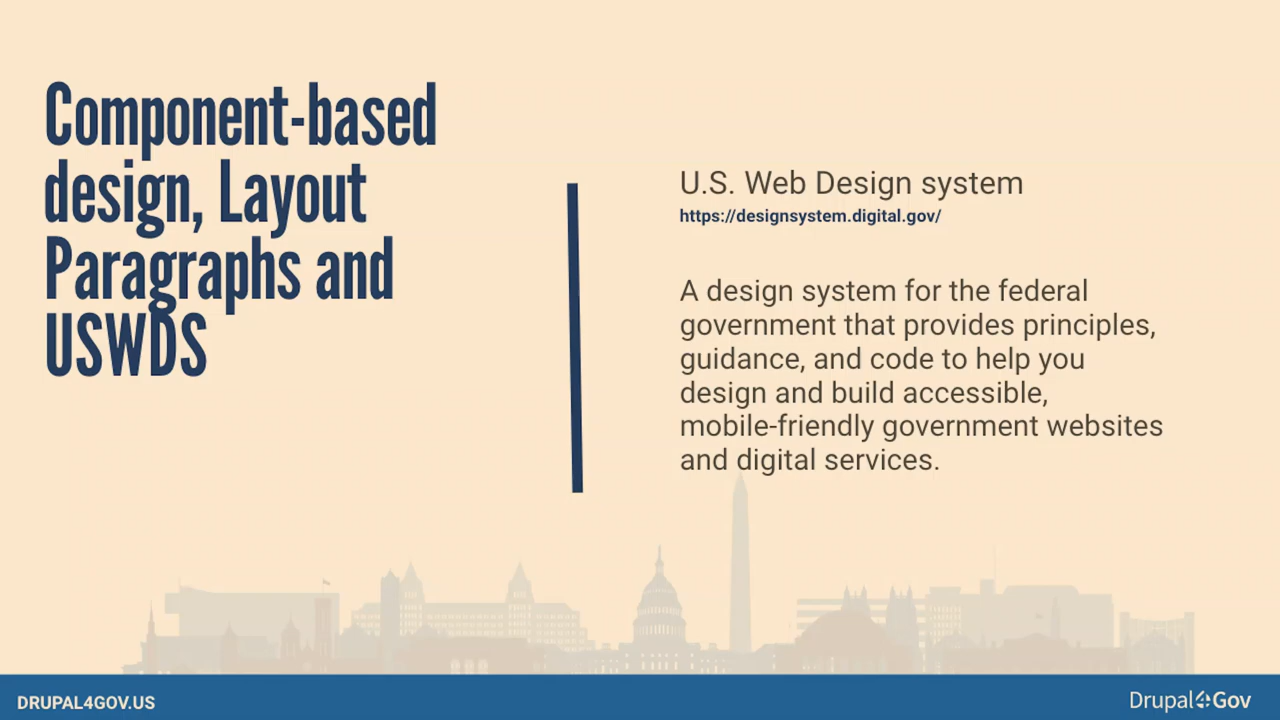 Component-based
design, Layout
Paragraphs and
USWDS
U.S. Web Design system
https://designsystem.digital.gov/
A design system for the federal
government that provides principles,
guidance, and code to help you
design and build accessible,
mobile-friendly government websites
and digital services.
DRUPAL4GOV.US
Drupal4Gov